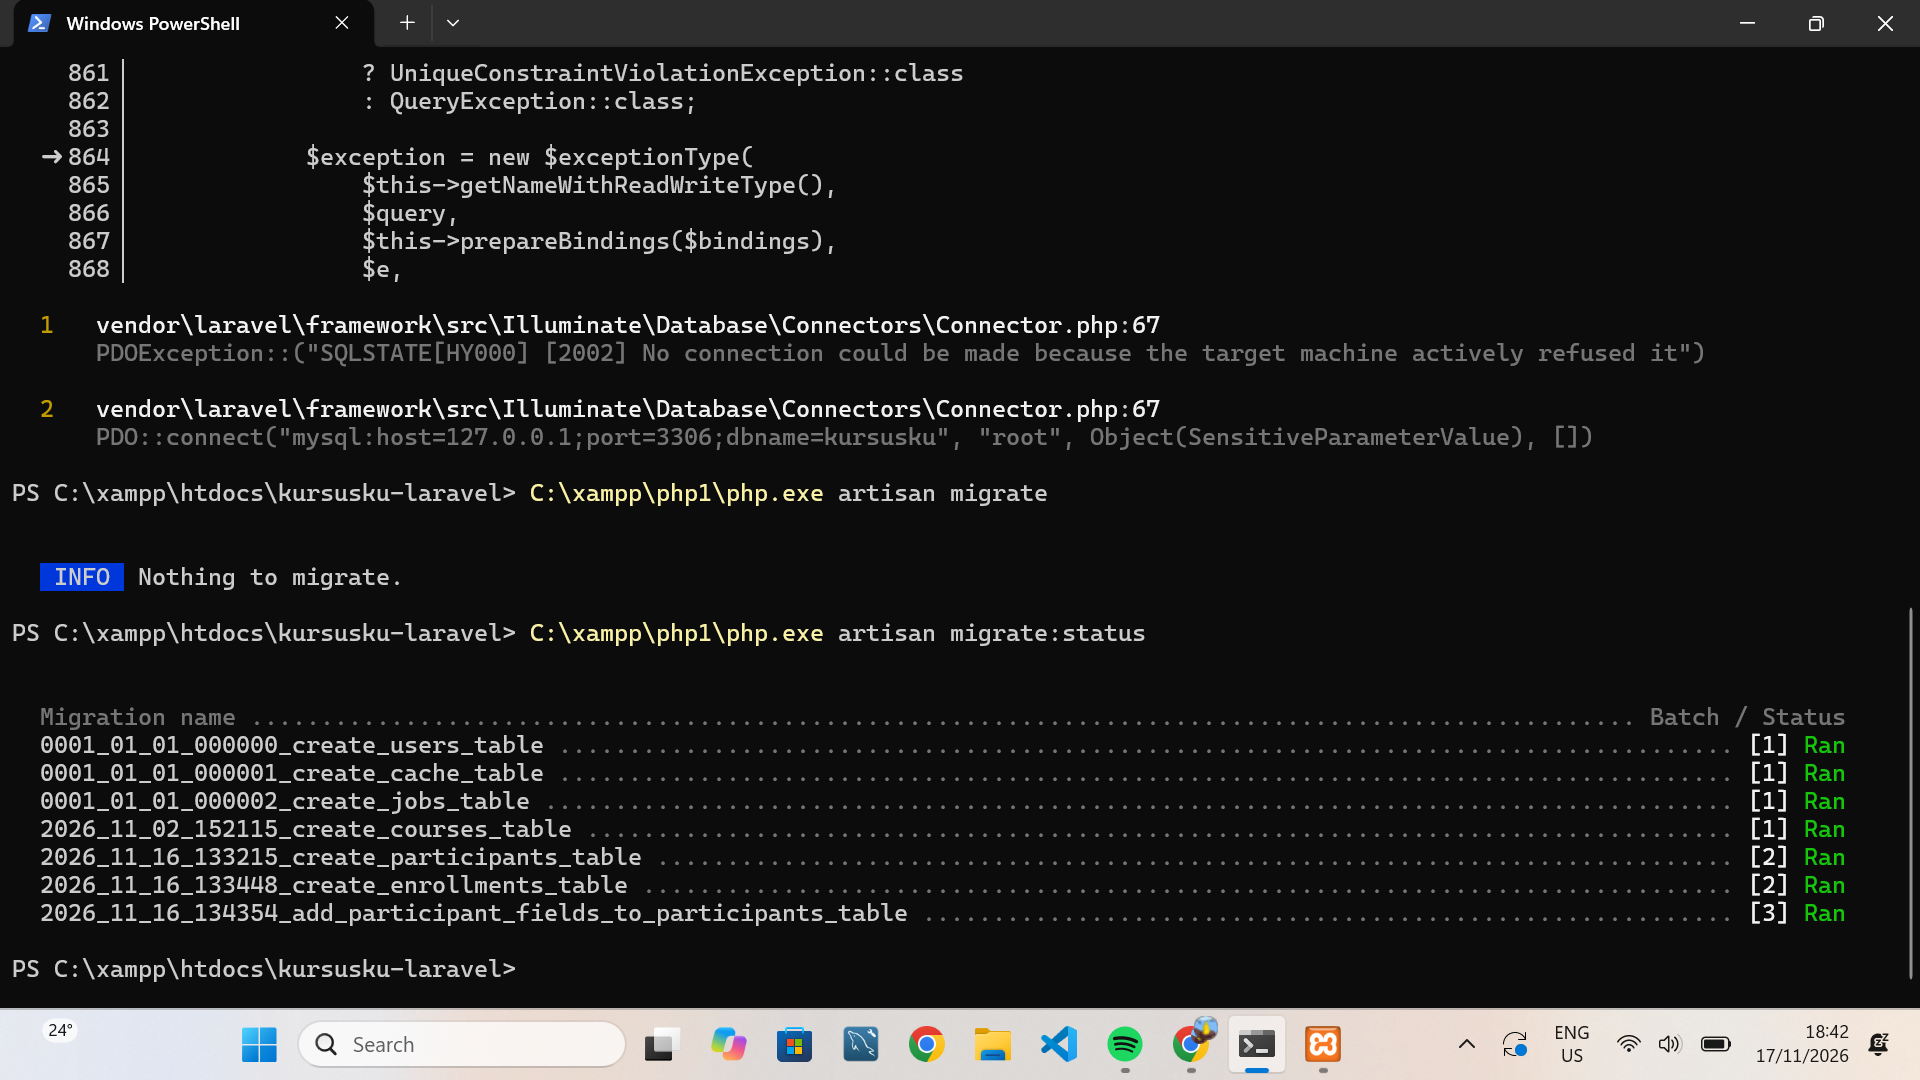 Windows PowerShell
861 ? UniqueConstraintViolationException::class
862 : QueryException::class;
863
➜ 864 $exception = new $exceptionType(
865 $this->getNameWithReadWriteType(),
866 $query,
867 $this->prepareBindings($bindings),
868 $e,
1 vendor\laravel\framework\src\Illuminate\Database\Connectors\Connector.php:67
PDOException::("SQLSTATE[HY000] [2002] No connection could be made because the target machine actively refused it")
2 vendor\laravel\framework\src\Illuminate\Database\Connectors\Connector.php:67
PDO::connect("mysql:host=127.0.0.1;port=3306;dbname=kursusku", "root", Object(SensitiveParameterValue), [])
PS C:\xampp\htdocs\kursusku-laravel> C:\xampp\php1\php.exe artisan migrate
INFO Nothing to migrate.
PS C:\xampp\htdocs\kursusku-laravel> C:\xampp\php1\php.exe artisan migrate:status
Migration name ........ Batch / Status
0001_01_01_000000_create_users_table ........ [1] Ran
0001_01_01_000001_create_cache_table ........ [1] Ran
0001_01_01_000002_create_jobs_table ........ [1] Ran
2026_11_02_152115_create_courses_table ........ [1] Ran
2026_11_16_133215_create_participants_table ........ [2] Ran
2026_11_16_133448_create_enrollments_table ........ [2] Ran
2026_11_16_134354_add_participant_fields_to_participants_table ........ [3] Ran
PS C:\xampp\htdocs\kursusku-laravel>
24°
Search
ENG
US
18:42
17/11/2026